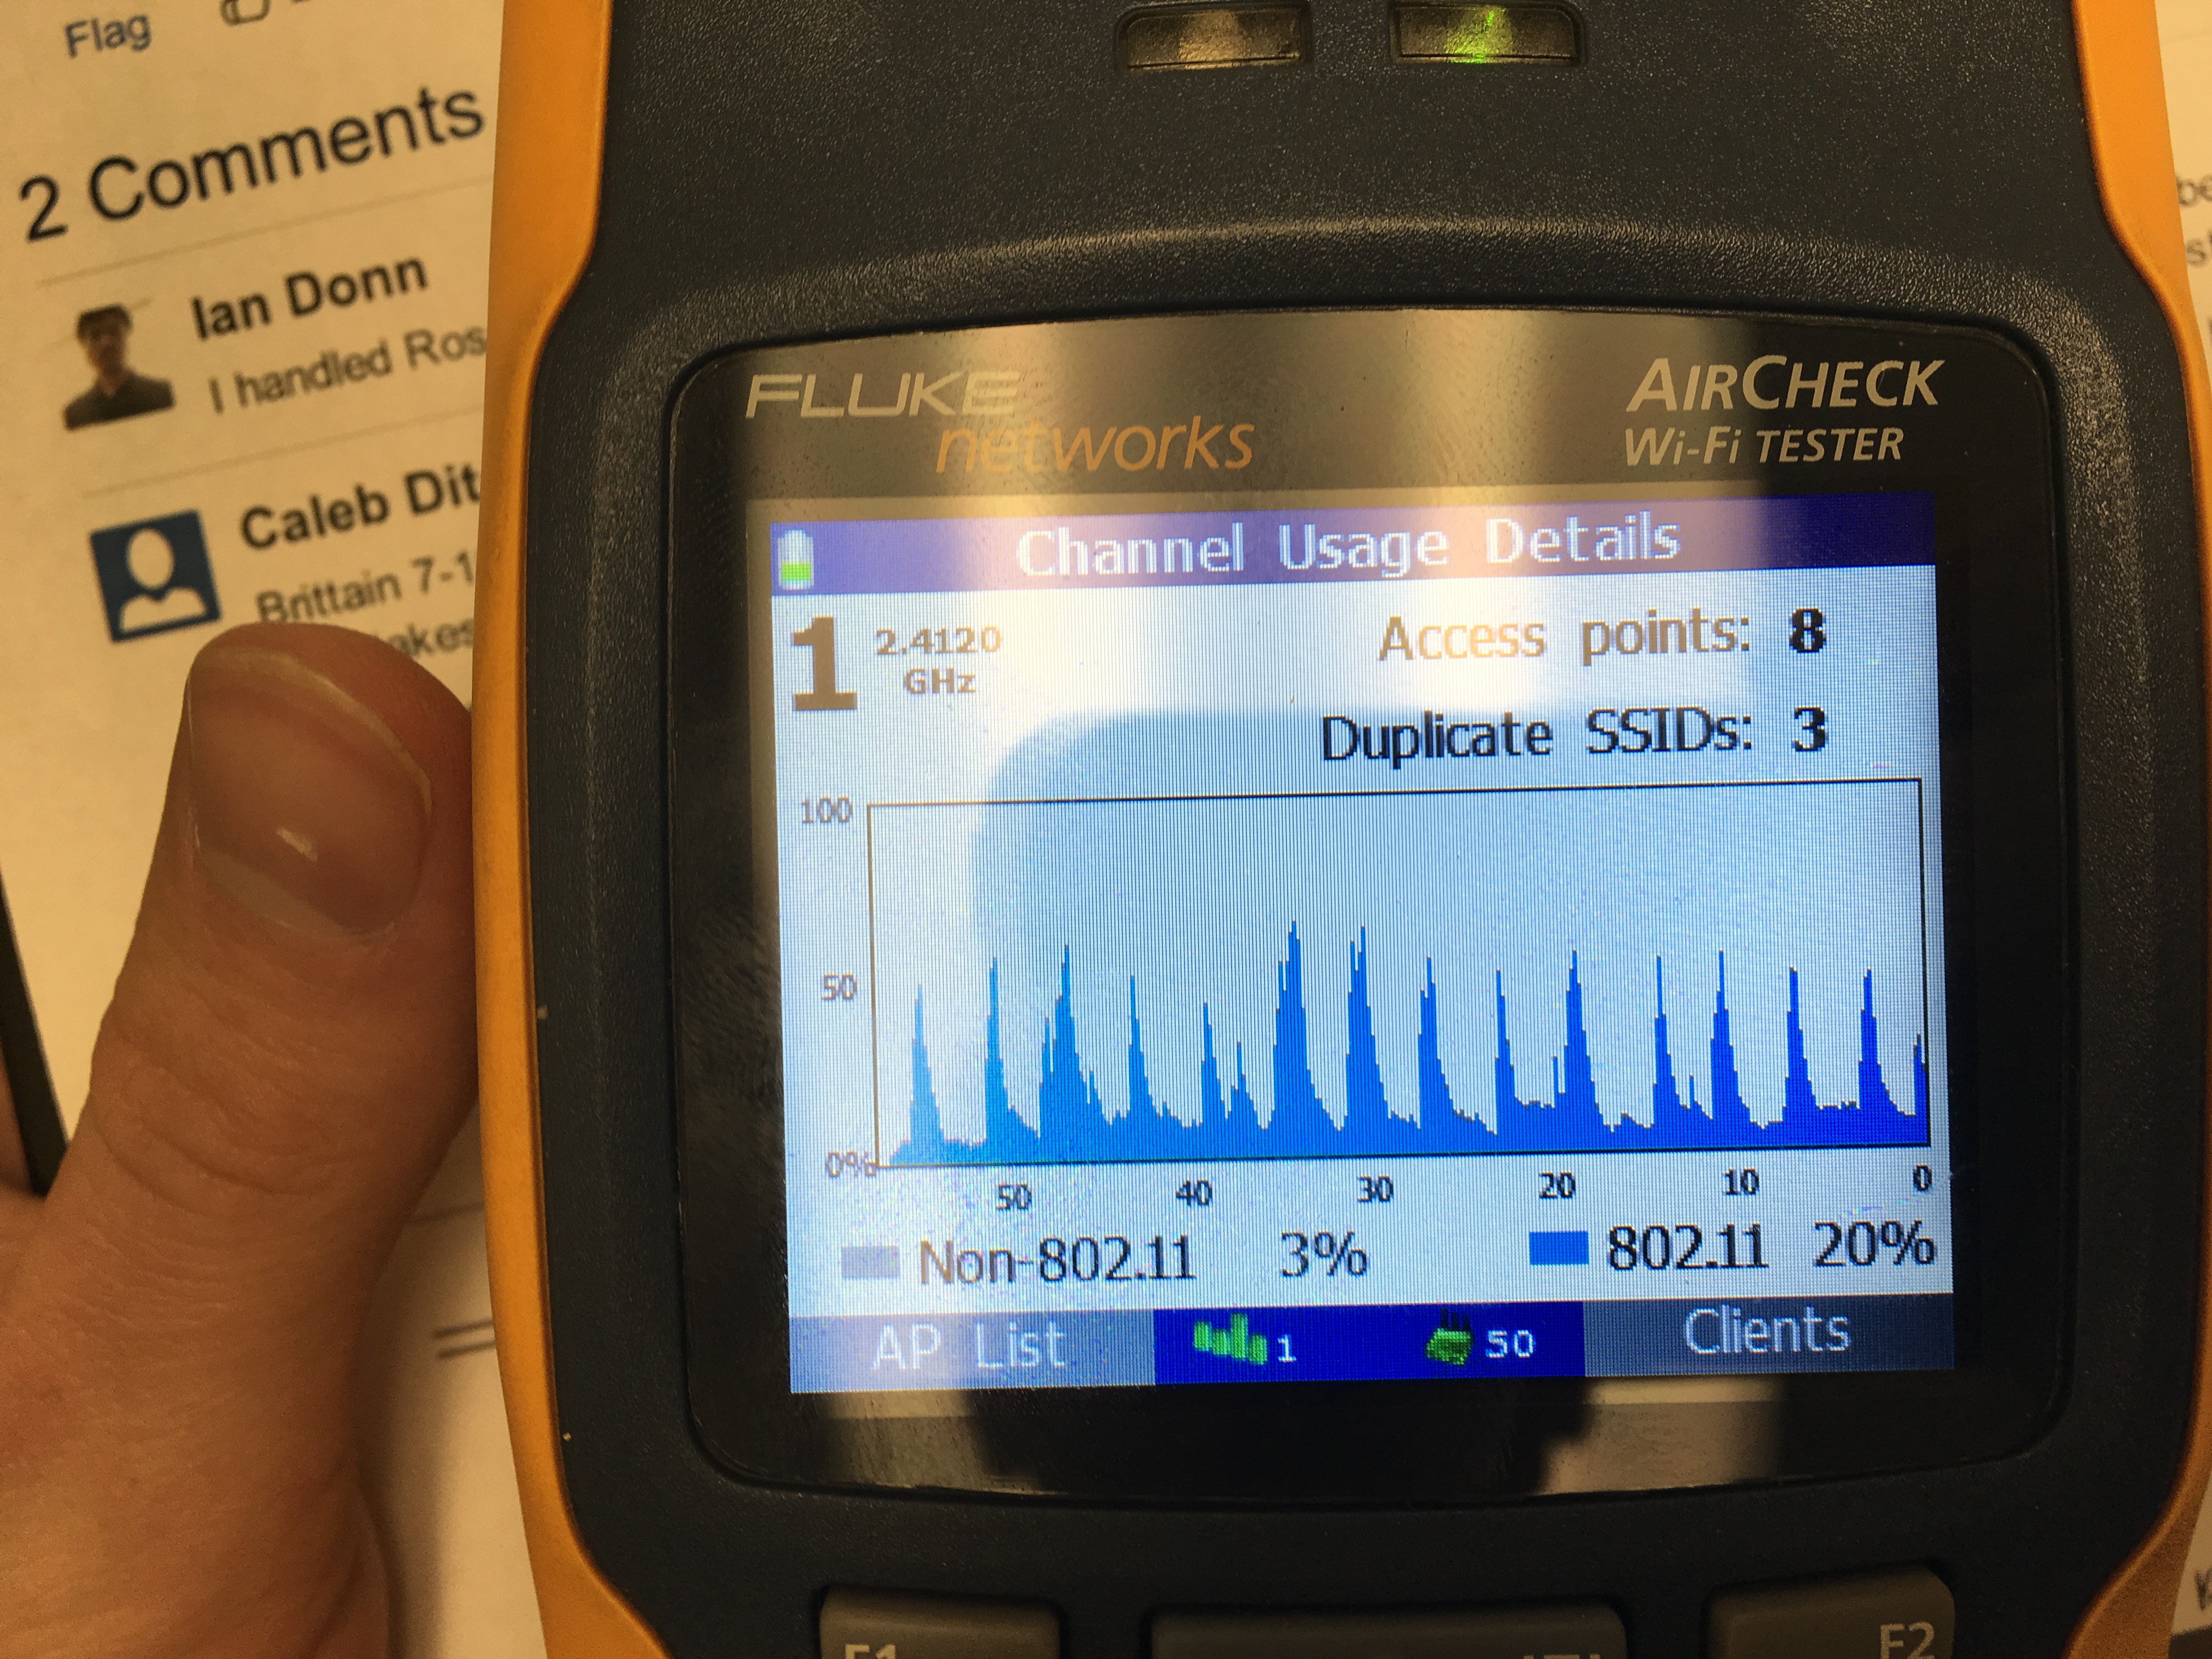 Flag
2 Comments
Ian Donn
I handled Ros
Caleb Dit
Brittain 7-1
FLUKE
networks
AIRCHECK
Wi-Fi TESTER
Channel Usage Details
1 2.4120
GHz
Access points: 8
Duplicate SSIDs: 3
100
50
0%
50 40 30 20 10 0
Non-802.11 3% 802.11 20%
AP List 1 50 Clients
F1 F2